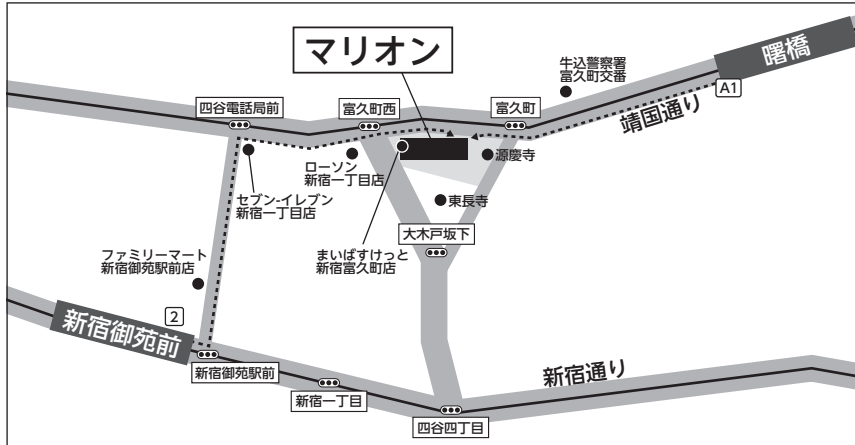 マリオン
曙橋
牛込警察署
富久町交番
A1
四谷電話局前
富久町西
富久町
靖国通り
源慶寺
ローソン
新宿一丁目店
セブン-イレブン
新宿一丁目店
東長寺
大木戸坂下
まいばすけっと
新宿富久町店
ファミリーマート
新宿御苑駅前店
2
新宿御苑前
新宿御苑駅前
新宿一丁目
新宿通り
四谷四丁目